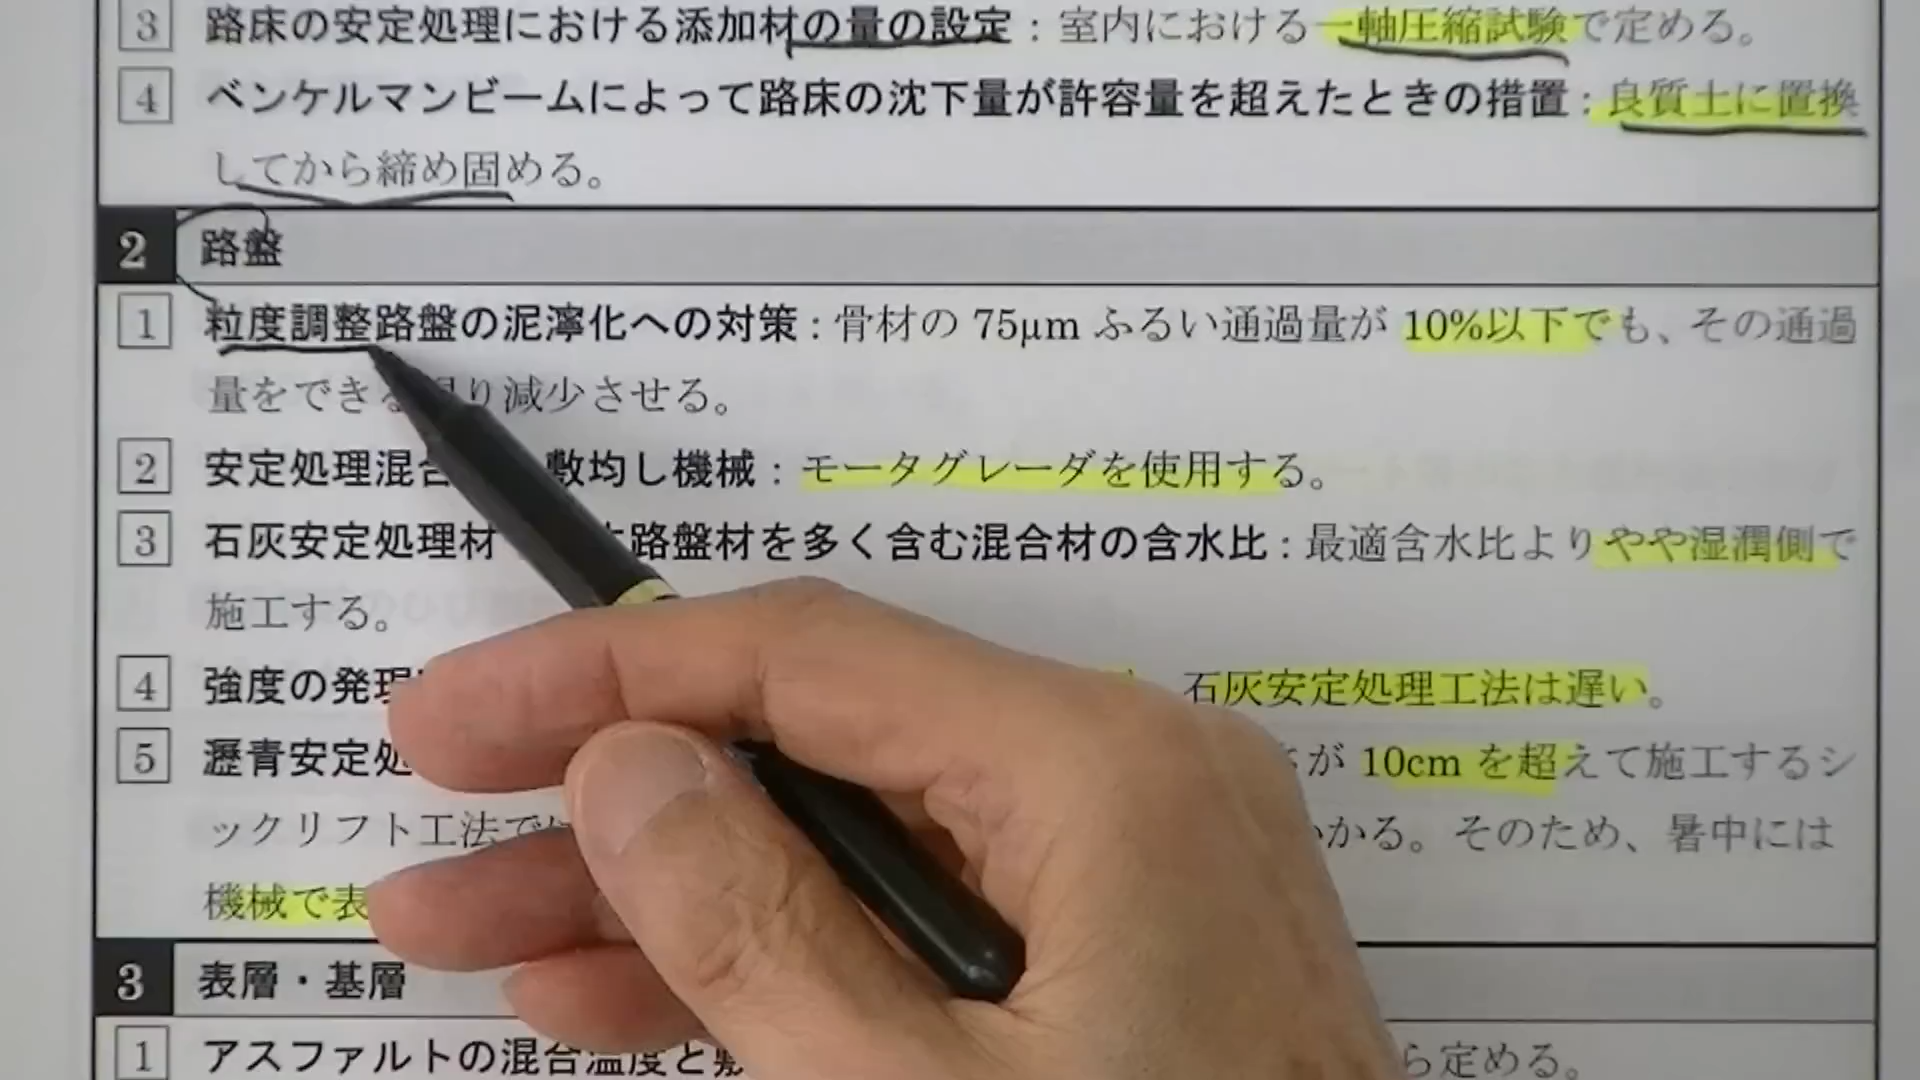 3 路床の安定処理における添加材の量の設定：室内における一軸圧縮試験で定める。
4 ベンケルマンビームによって路床の沈下量が許容量を超えたときの措置：良質土に置換
してから締め固める。
2 路盤
1 粒度調整路盤の泥濘化への対策：骨材の 75μm ふるい通過量が 10%以下でも、その通過
量をできる限り減少させる。
2 安定処理混合 敷均し機械：モータグレーダを使用する。
3 石灰安定処理材 路盤材を多く含む混合材の含水比：最適含水比よりやや湿潤側で
施工する。
4 強度の発現 石灰安定処理工法は遅い。
5 瀝青安定処 が 10cm を超えて施工するシ
ックリフト工法では かかる。そのため、暑中には
機械で表
3 表層・基層
1 アスファルトの混合温度と敷 ら定める。